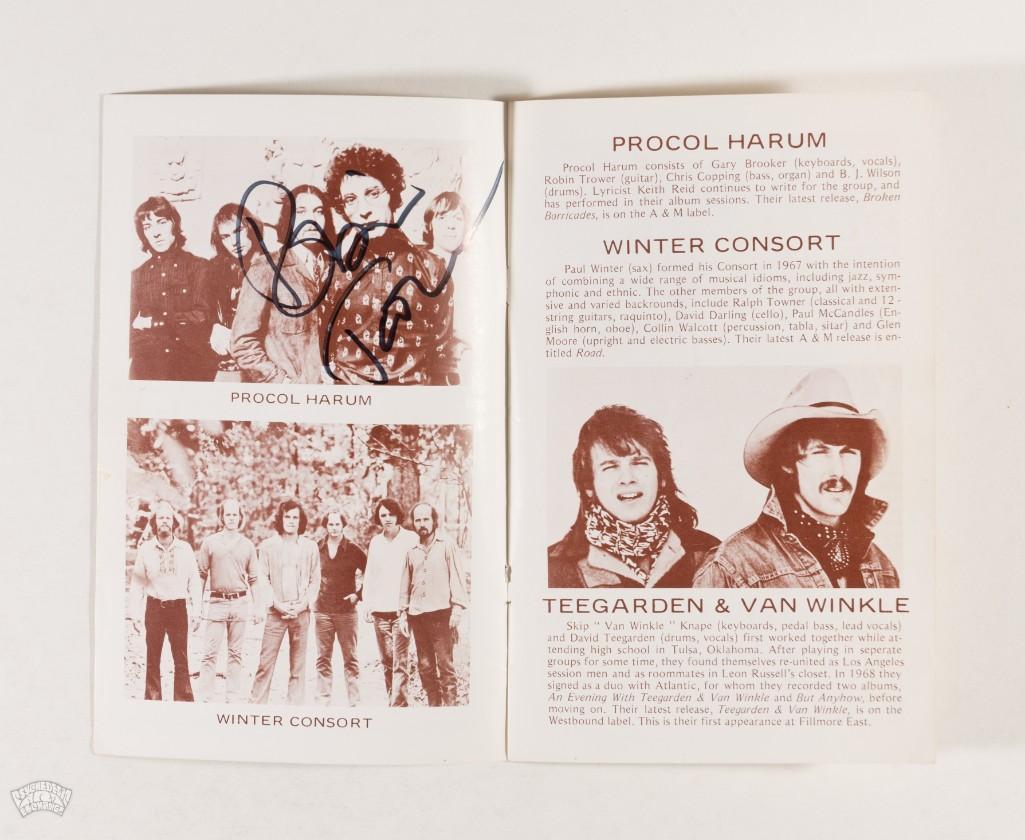 PROCOL HARUM
WINTER CONSORT
PROCOL HARUM
Procol Harum consists of Gary Brooker (keyboards, vocals),
Robin Trower (guitar), Chris Copping (bass, organ) and B. J. Wilson
(drums). Lyricist Keith Reid continues to write for the group, and
has performed in their album sessions. Their latest release, Broken
Barricades, is on the A & M label.
WINTER CONSORT
Paul Winter (sax) formed his Consort in 1967 with the intention
of combining a wide range of musical idioms, including jazz, sym-
phonic and ethnic. The other members of the group, all with exten-
sive and varied backrounds, include Ralph Towner (classical and 12 -
string guitars, raquinto), David Darling (cello), Paul McCandles (En-
glish horn, oboe), Collin Walcott (percussion, tabla, sitar) and Glen
Moore (upright and electric basses). Their latest A & M release is en-
titled Road.
TEEGARDEN & VAN WINKLE
Skip " Van Winkle " Knape (keyboards, pedal bass, lead vocals)
and David Teegarden (drums, vocals) first worked together while at-
tending high school in Tulsa, Oklahoma. After playing in seperate
groups for some time, they found themselves re-united as Los Angeles
session men and as roommates in Leon Russell's closet. In 1968 they
signed as a duo with Atlantic, for whom they recorded two albums,
An Evening With Teegarden & Van Winkle and But Anyhow, before
moving on. Their latest release, Teegarden & Van Winkle, is on the
Westbound label. This is their first appearance at Fillmore East.